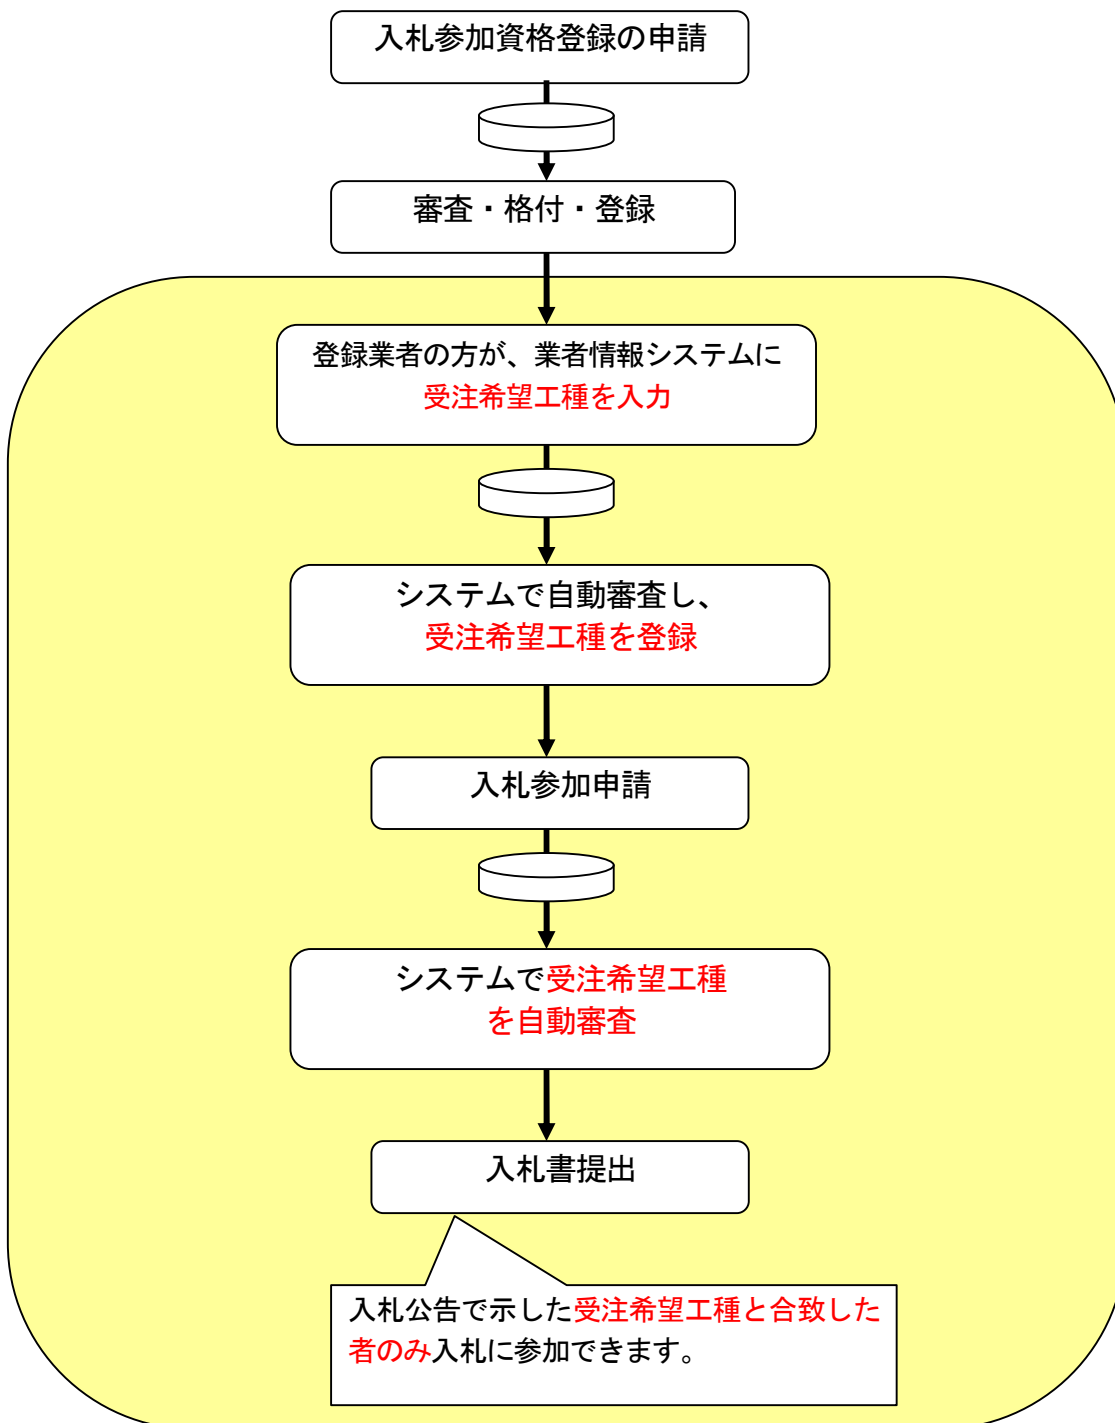 入札参加資格登録の申請
審査・格付・登録
登録業者の方が、業者情報システムに
受注希望工種を入力
システムで自動審査し、
受注希望工種を登録
入札参加申請
システムで受注希望工種
を自動審査
入札書提出
入札公告で示した受注希望工種と合致した
者のみ入札に参加できます。